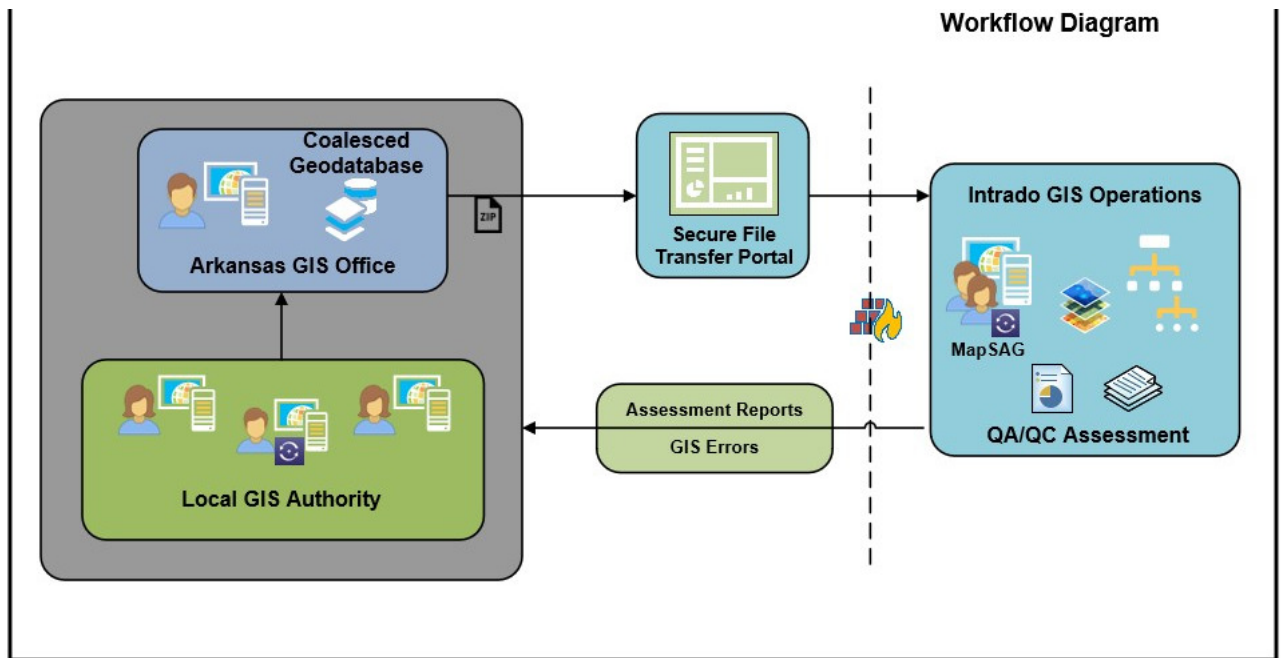 Workflow Diagram
Coalesced
Geodatabase
Arkansas GIS Office
ZIP
Secure File
Transfer Portal
Intrado GIS Operations
MapSAG
QA/QC Assessment
Assessment Reports
GIS Errors
Local GIS Authority